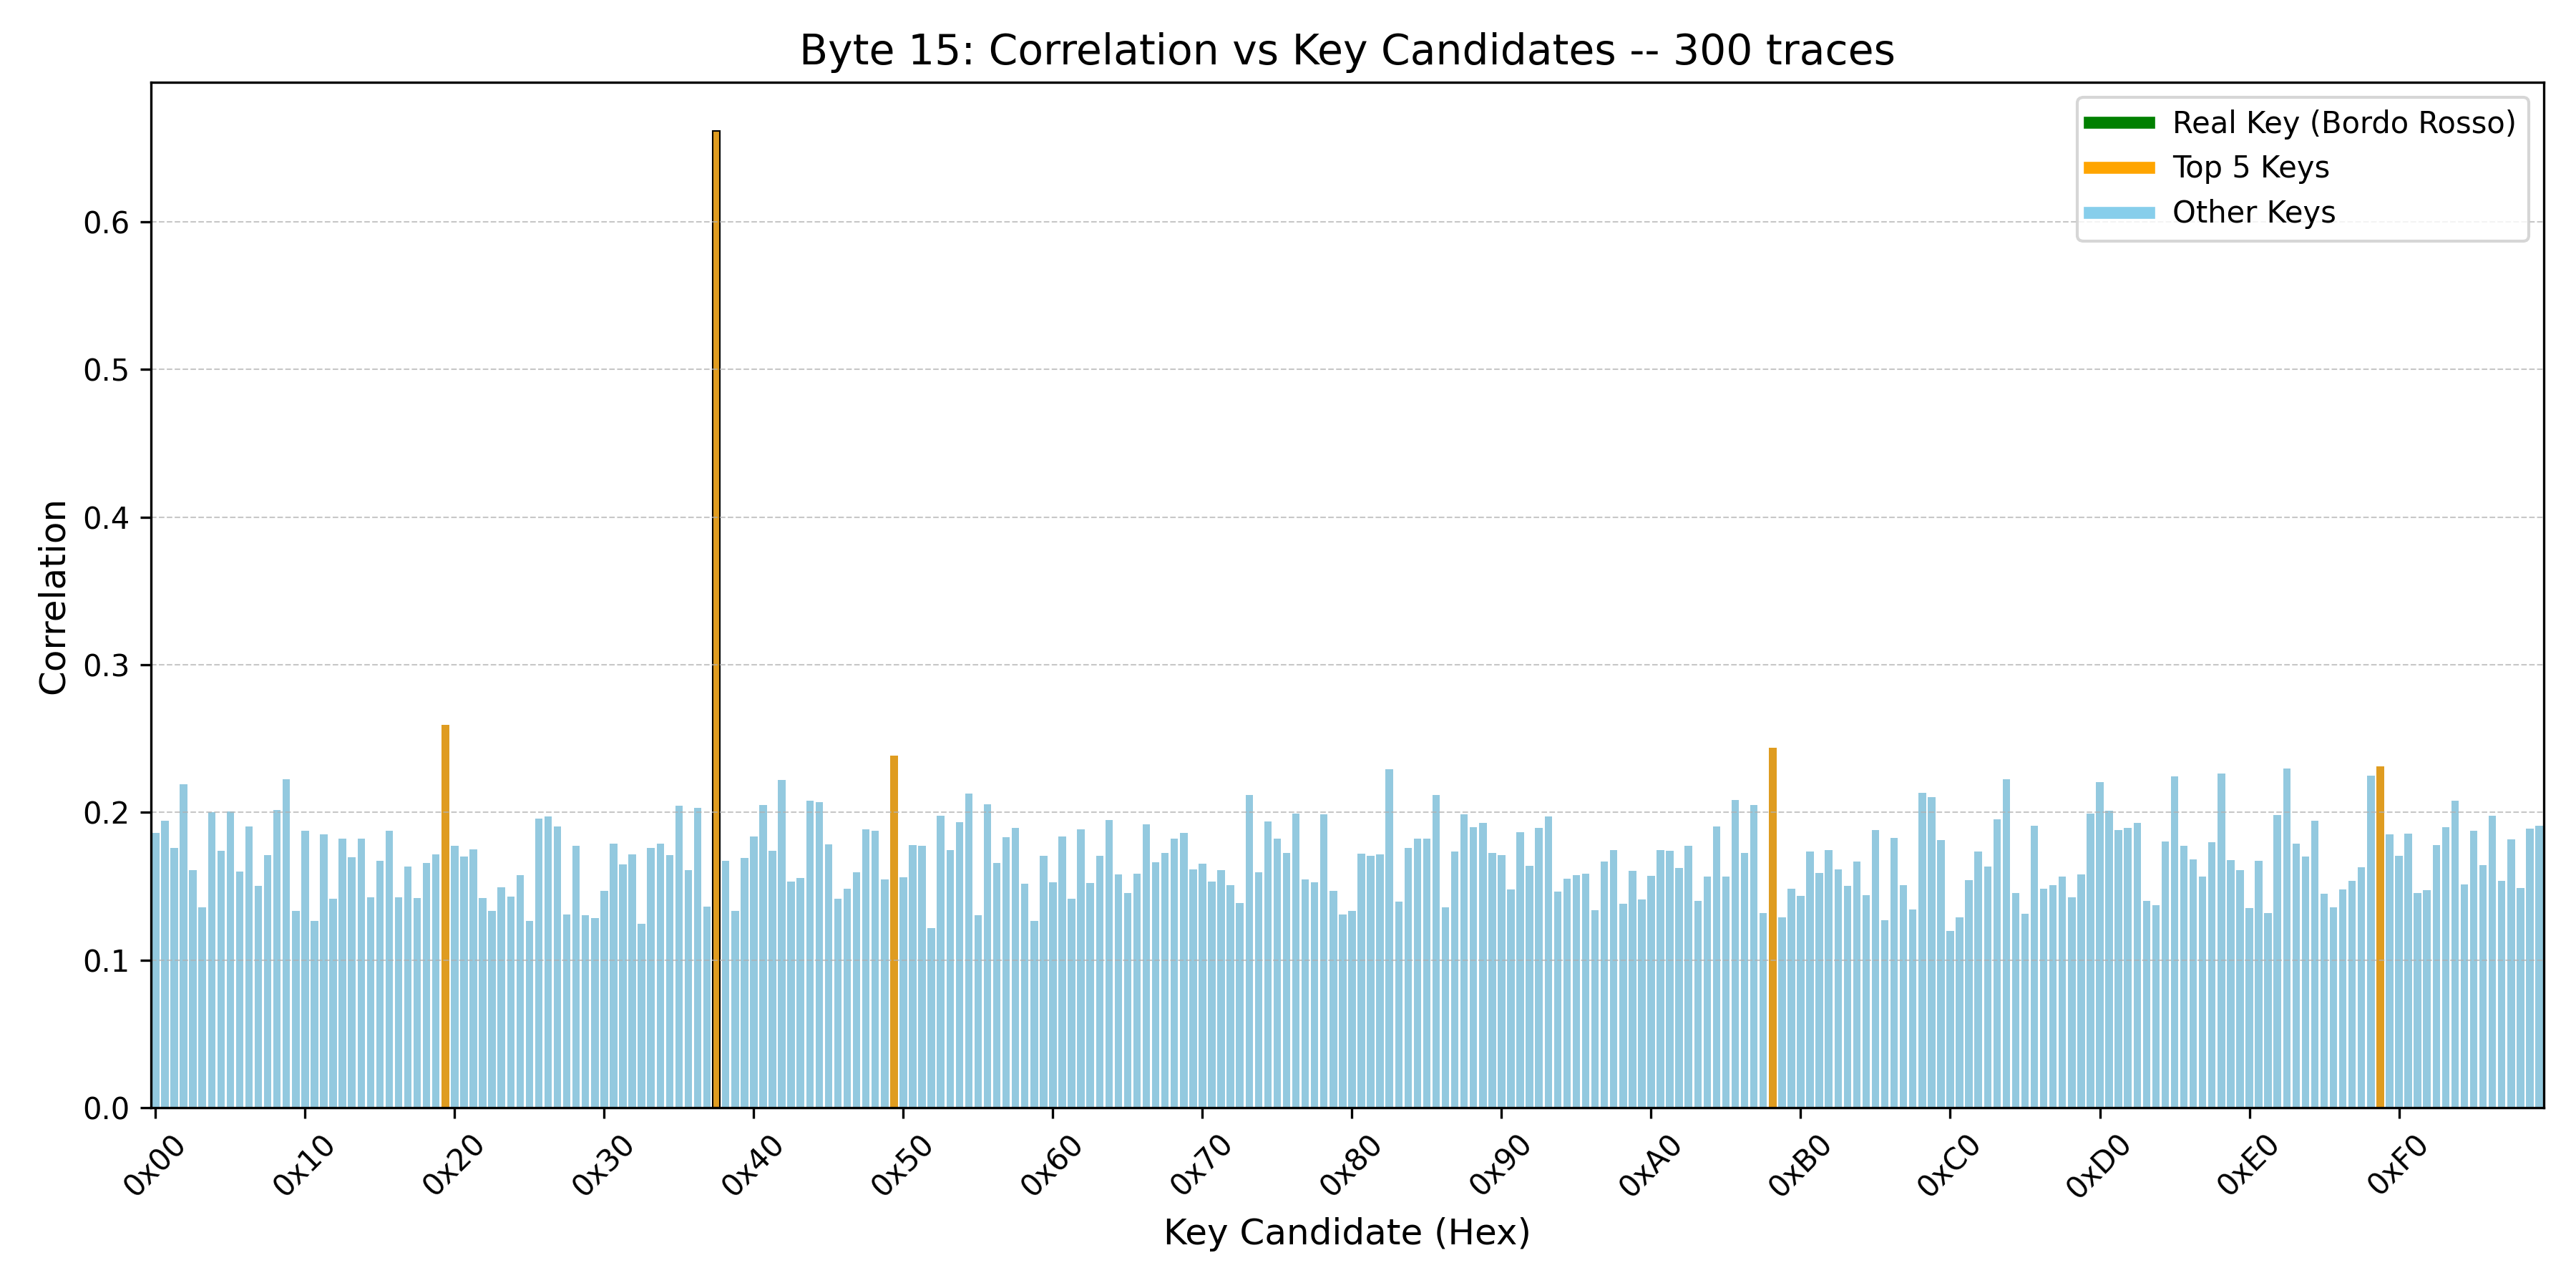 Byte 15: Correlation vs Key Candidates -- 300 traces
Real Key (Bordo Rosso)
Top 5 Keys
Other Keys
Correlation
0.6
0.5
0.4
0.3
0.2
0.1
0.0
0x00 0x10 0x20 0x30 0x40 0x50 0x60 0x70 0x80 0x90 0xA0 0xB0 0xC0 0xD0 0xE0 0xF0
Key Candidate (Hex)